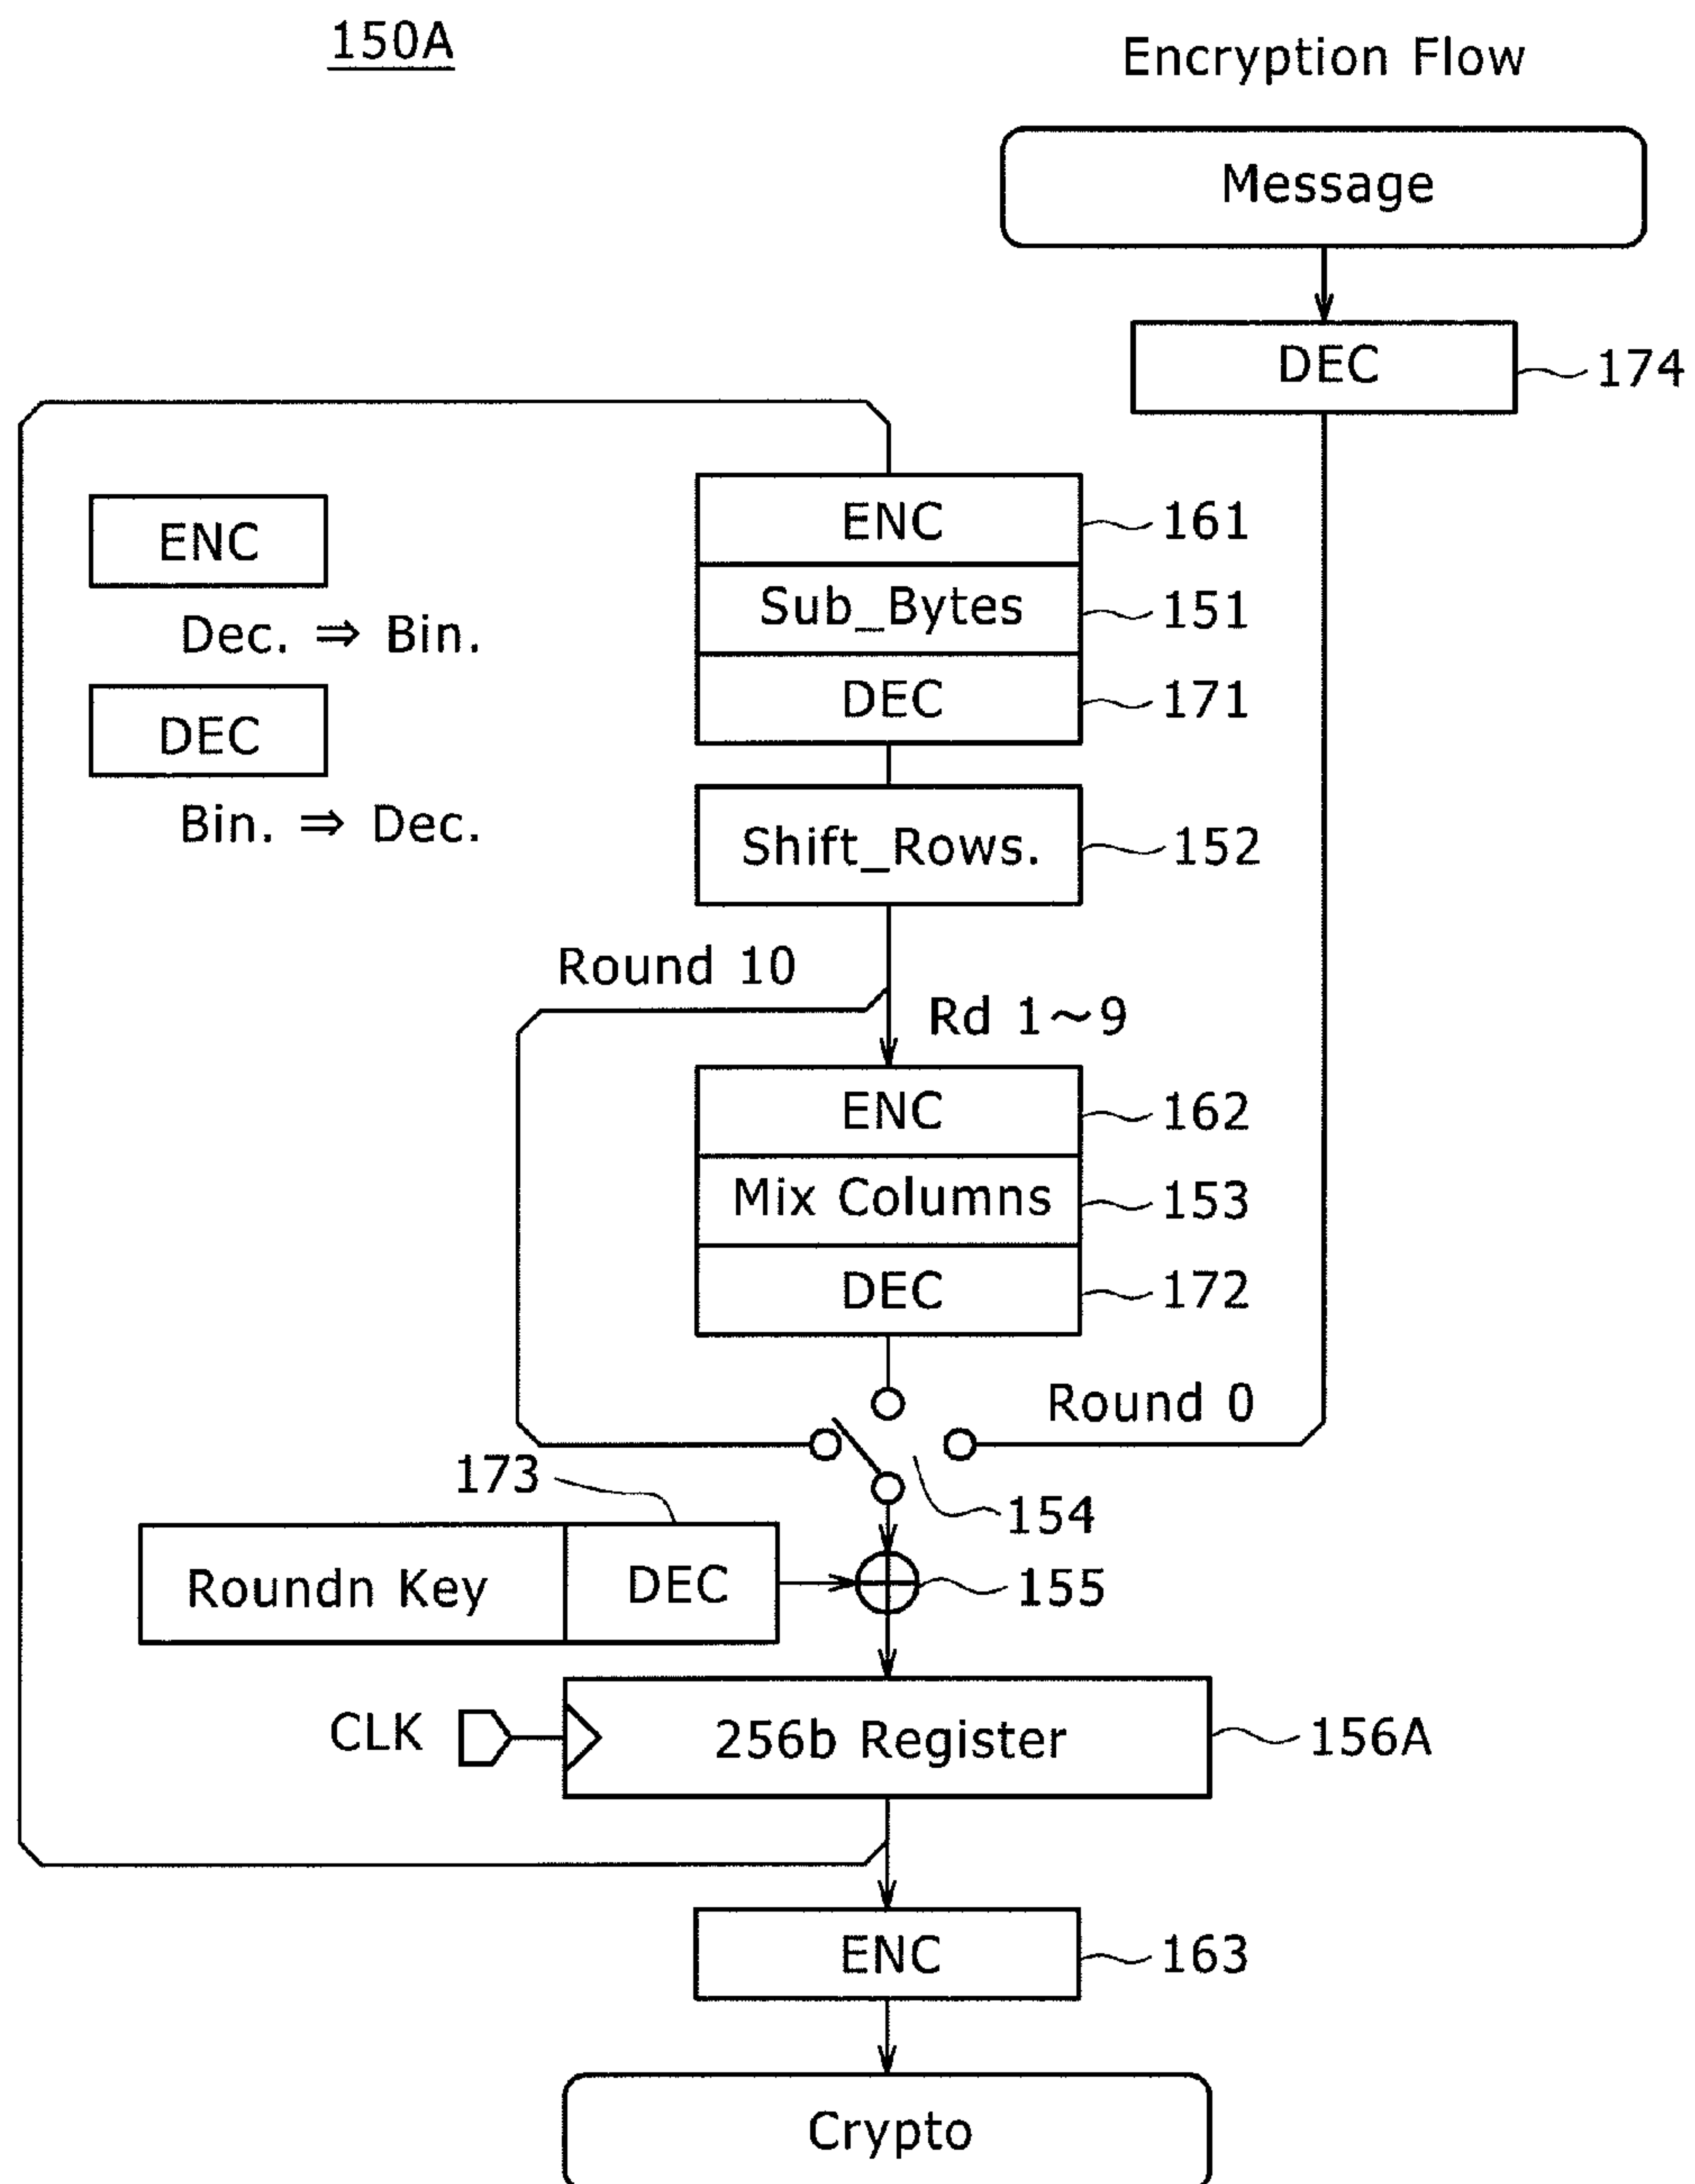 150A
Encryption Flow
Message
DEC
174
ENC
161
ENC
Sub_Bytes
151
Dec. ⇒ Bin.
DEC
171
DEC
Bin. ⇒ Dec.
Shift_Rows.
152
Round 10
Rd 1～9
ENC
162
Mix Columns
153
DEC
172
Round 0
173
154
Roundn Key
DEC
155
CLK
256b Register
156A
ENC
163
Crypto